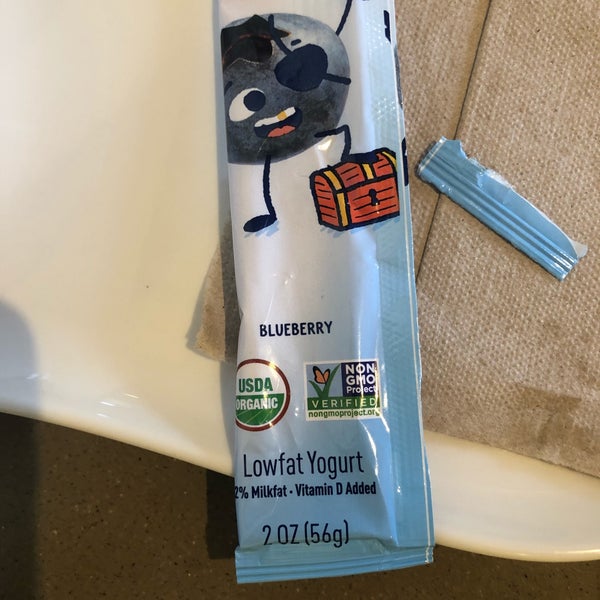 BLUEBERRY
USDA
ORGANIC
NON
GMO
Project
VERIFIED
nongmoproject.org
Lowfat Yogurt
2% Milkfat • Vitamin D Added
2 OZ (56g)